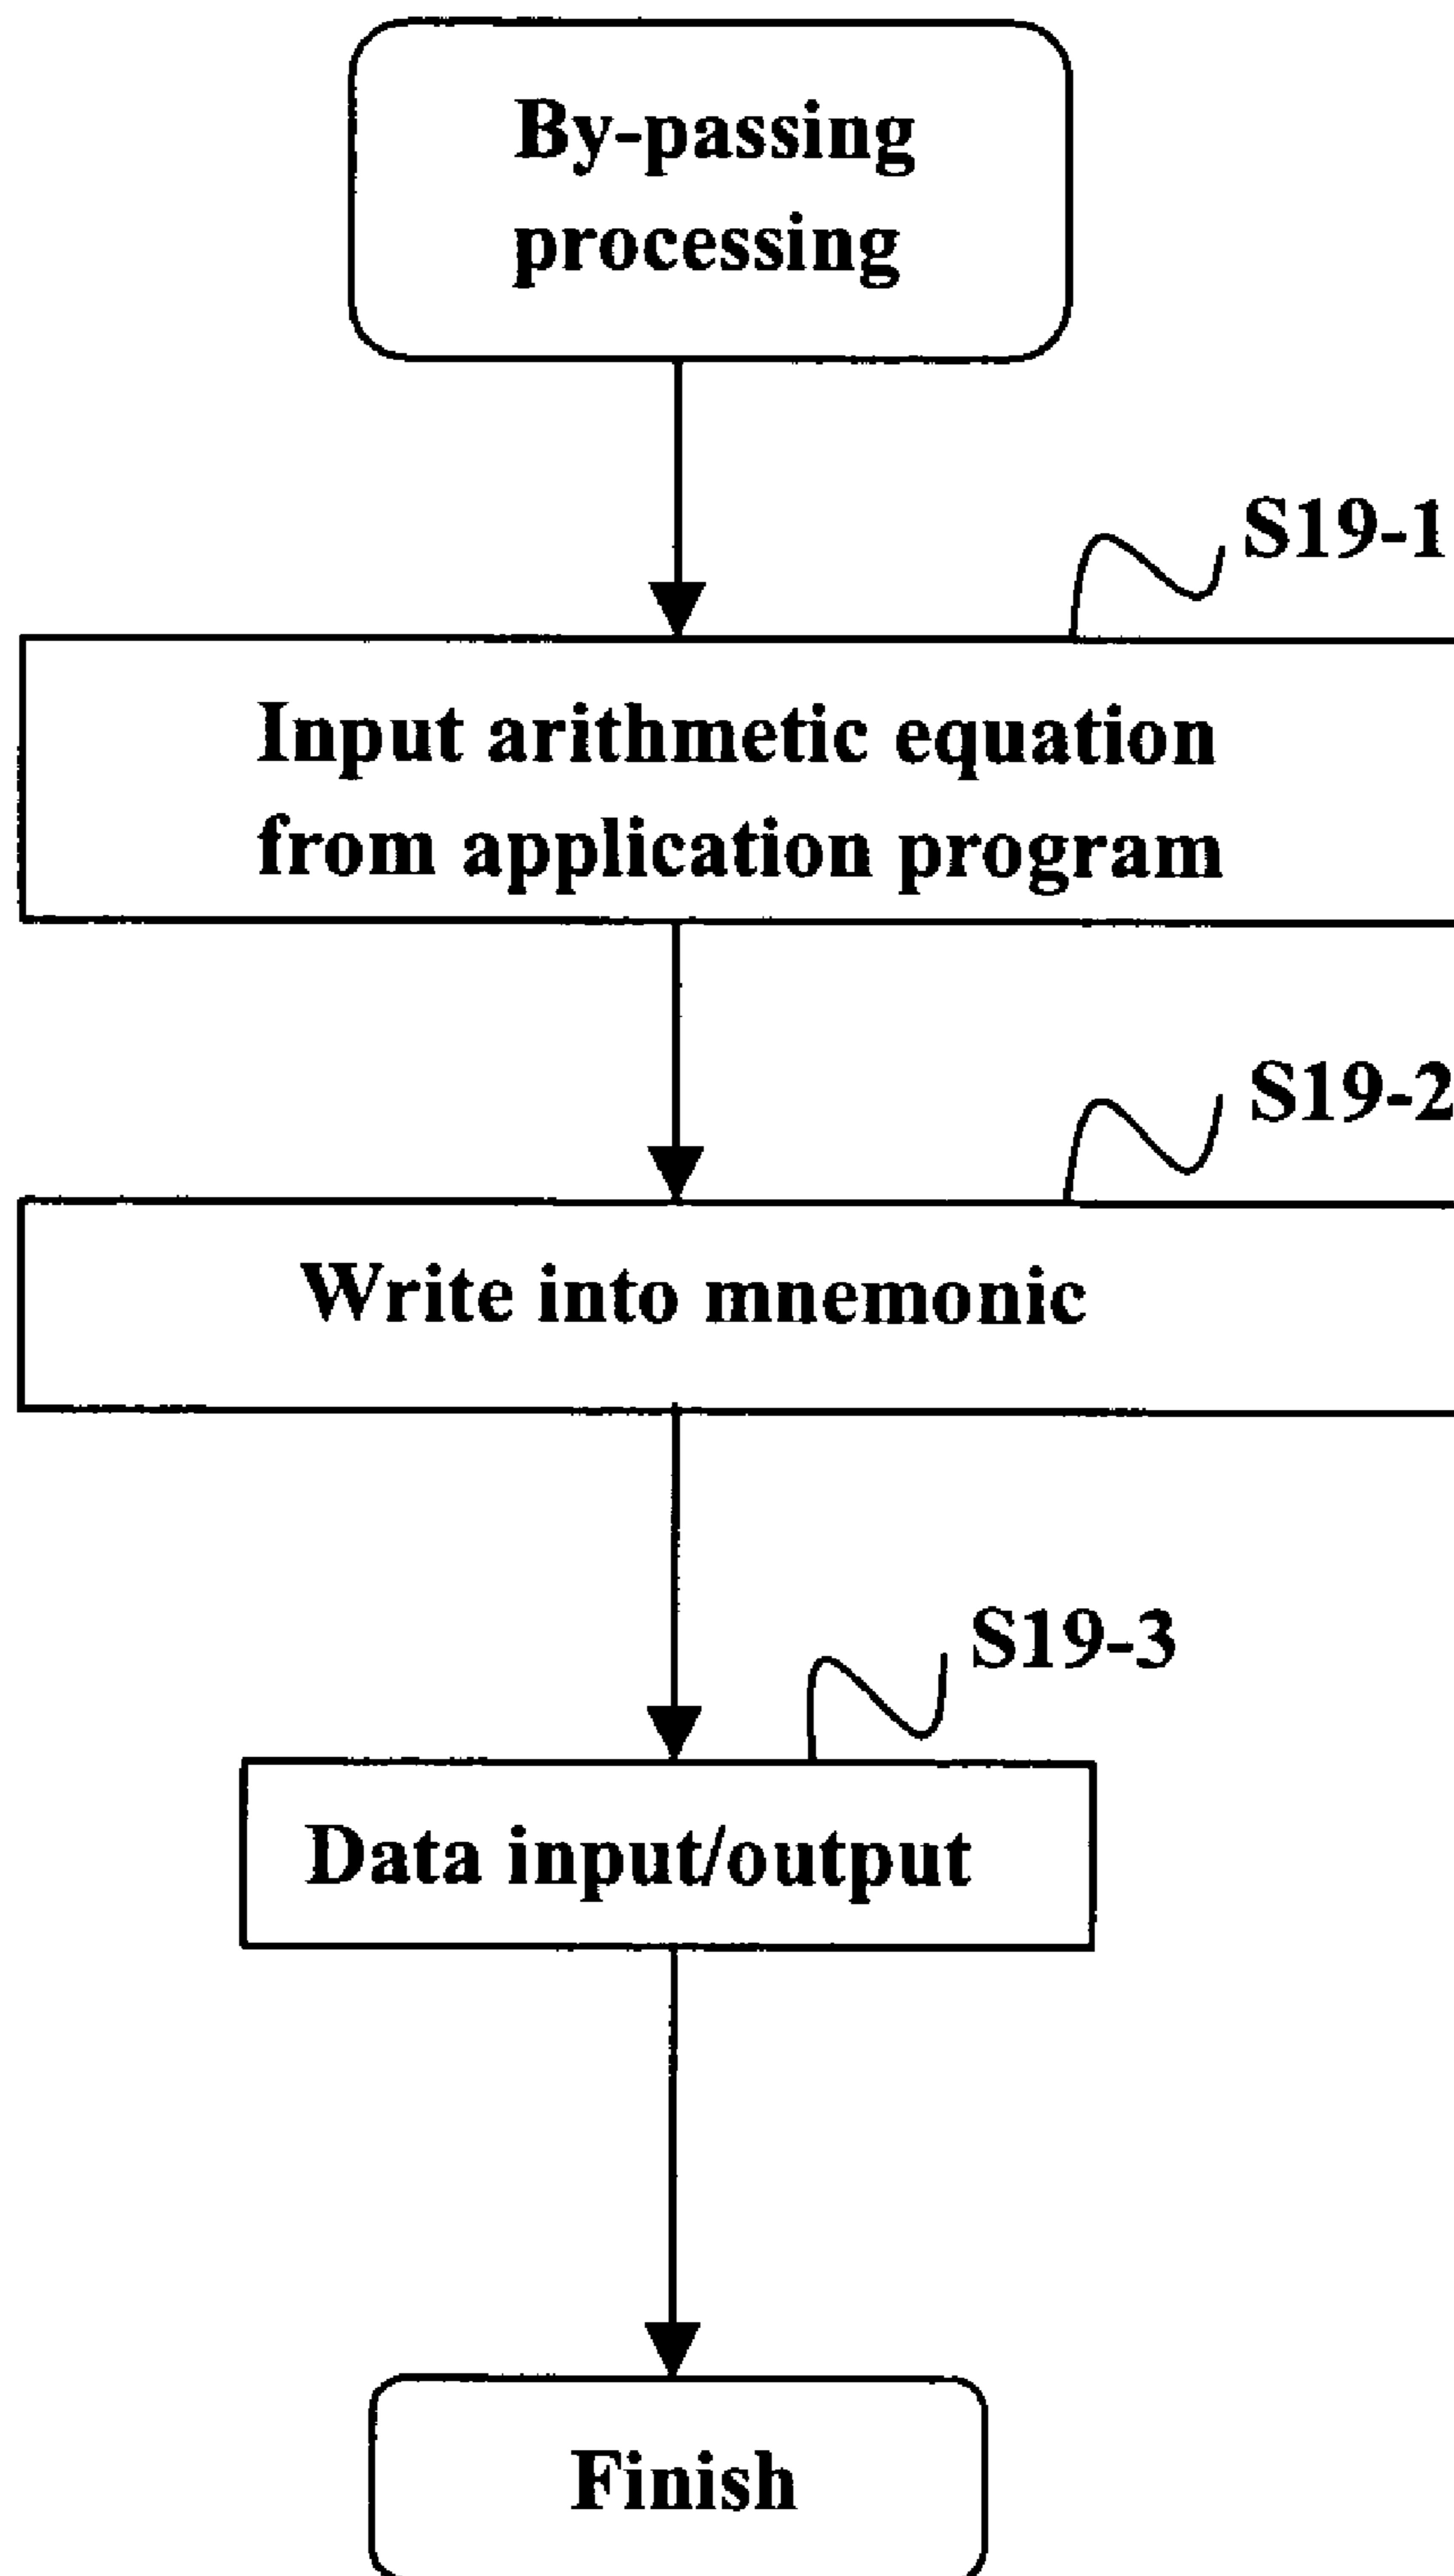 By-passing
processing
S19-1
Input arithmetic equation
from application program
S19-2
Write into mnemonic
S19-3
Data input/output
Finish